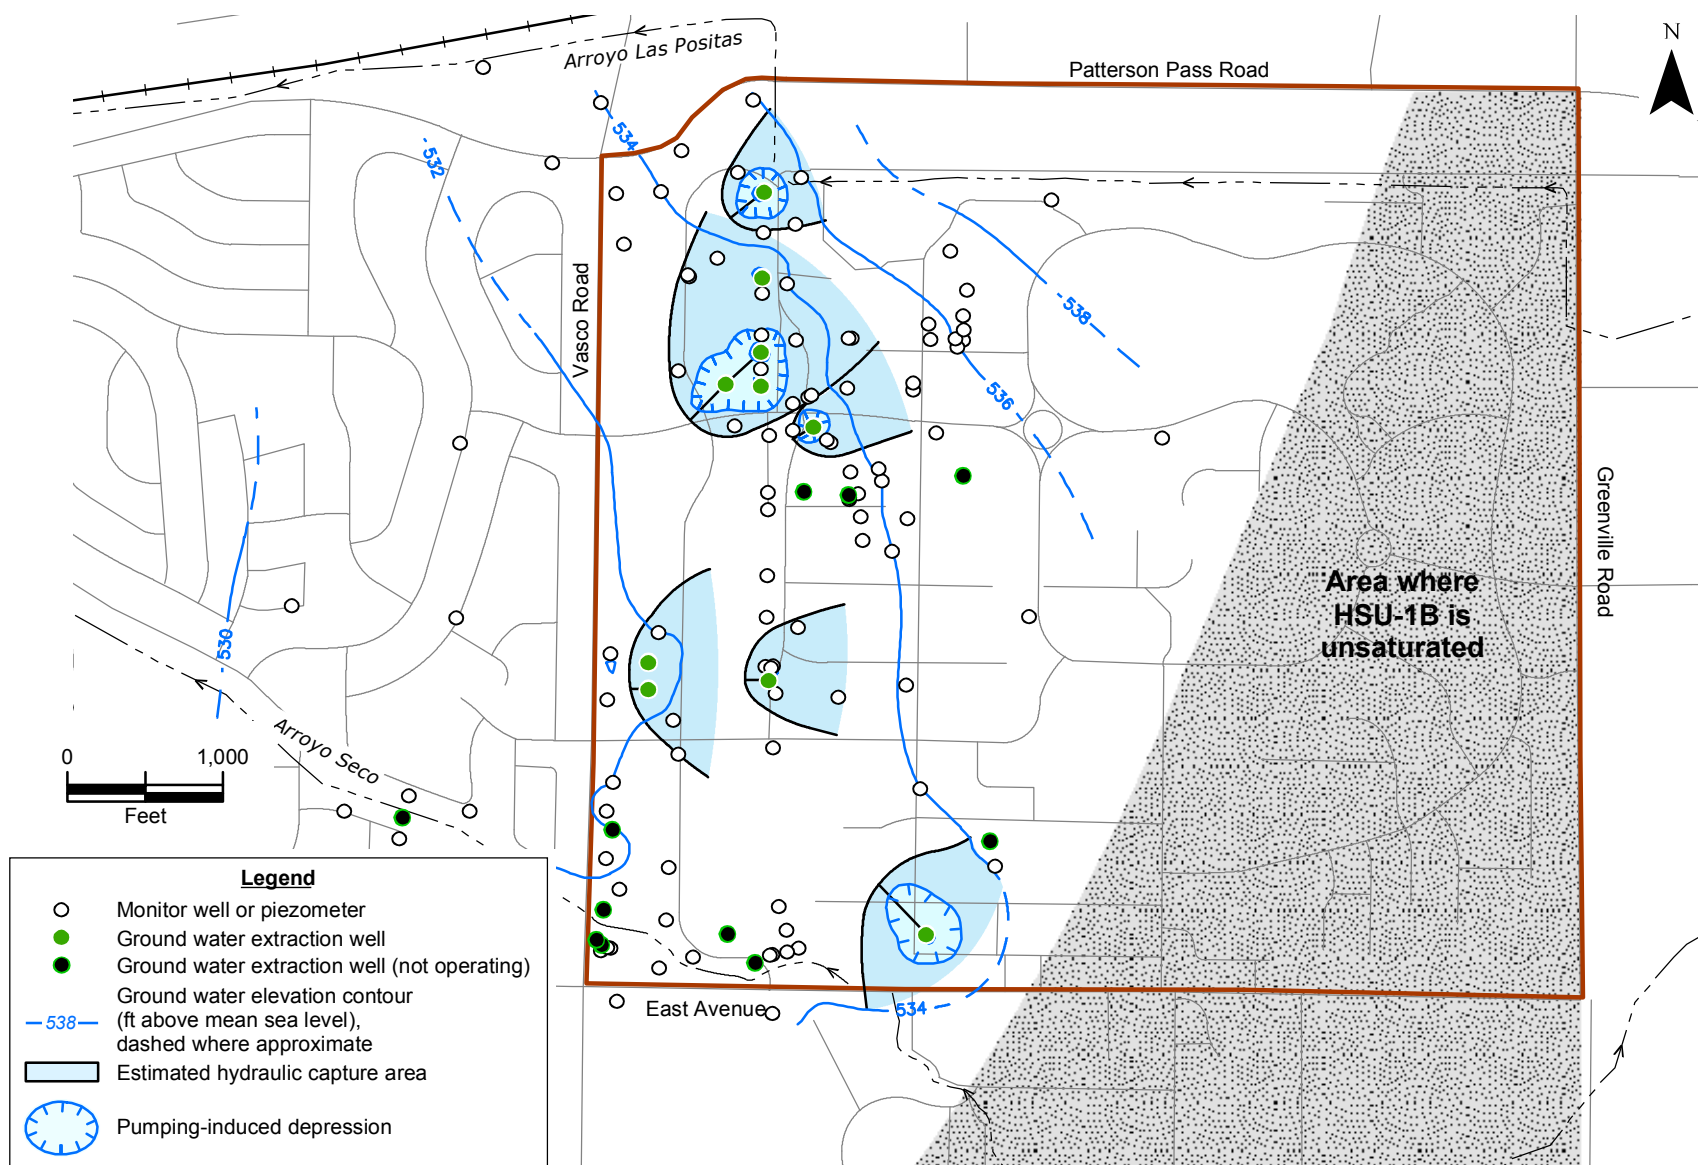 N
Arroyo Las Positas
Patterson Pass Road
534
532
Vasco Road
538
536
Greenville Road
Area where
HSU-1B is
unsaturated
530
Arroyo Seco
0 1,000
Feet
East Avenue
534
Legend
Monitor well or piezometer
Ground water extraction well
Ground water extraction well (not operating)
538
Ground water elevation contour
(ft above mean sea level),
dashed where approximate
Estimated hydraulic capture area
Pumping-induced depression